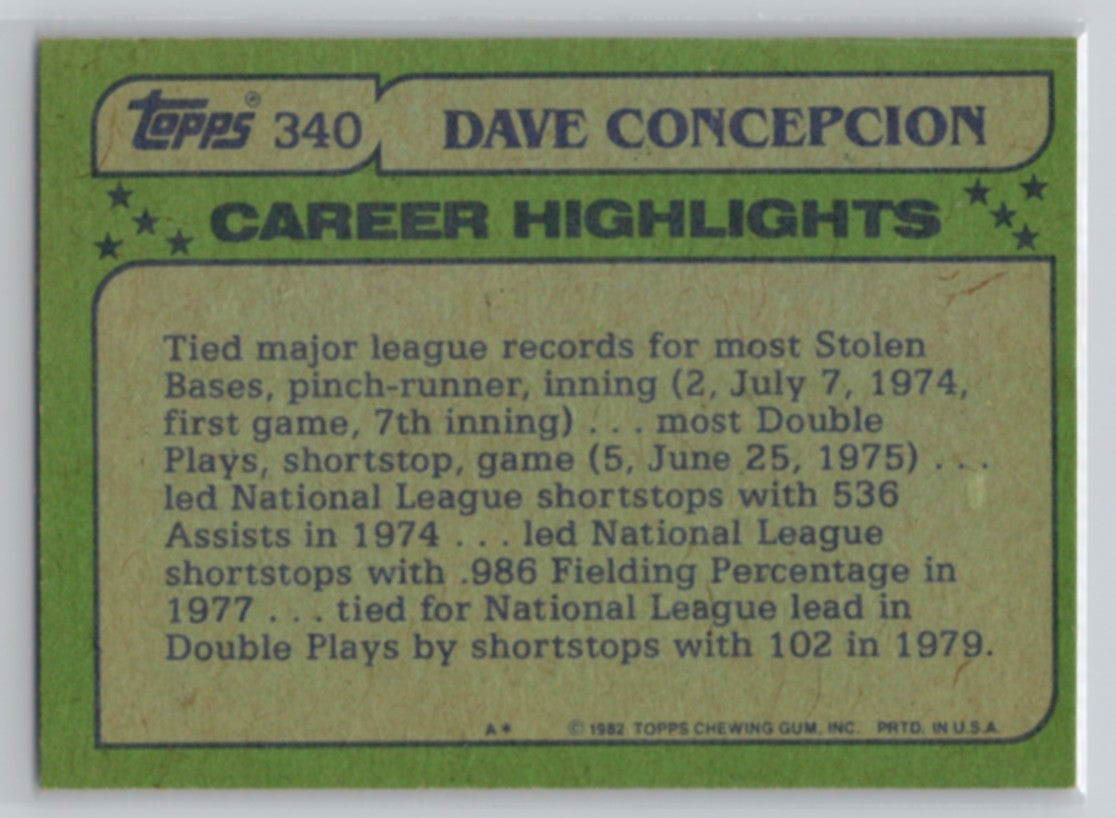 Topps® 340 DAVE CONCEPCION
CAREER HIGHLIGHTS
Tied major league records for most Stolen
Bases, pinch-runner, inning (2, July 7, 1974,
first game, 7th inning) . . . most Double
Plays, shortstop, game (5, June 25, 1975) . . .
led National League shortstops with 536
Assists in 1974 . . . led National League
shortstops with .986 Fielding Percentage in
1977 . . . tied for National League lead in
Double Plays by shortstops with 102 in 1979.
A* © 1982 TOPPS CHEWING GUM, INC. PRTD. IN U.S.A.